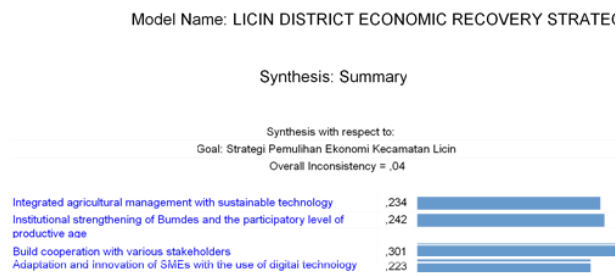 Model Name: LICIN DISTRICT ECONOMIC RECOVERY STRATEG
Synthesis: Summary
Synthesis with respect to:
Goal: Strategi Pemulihan Ekonomi Kecamatan Licin
Overall Inconsistency = ,04
Integrated agricultural management with sustainable technology ,234
Institutional strengthening of Bumdes and the participatory level of ,242
productive age
Build cooperation with various stakeholders ,301
Adaptation and innovation of SMEs with the use of digital technology ,223